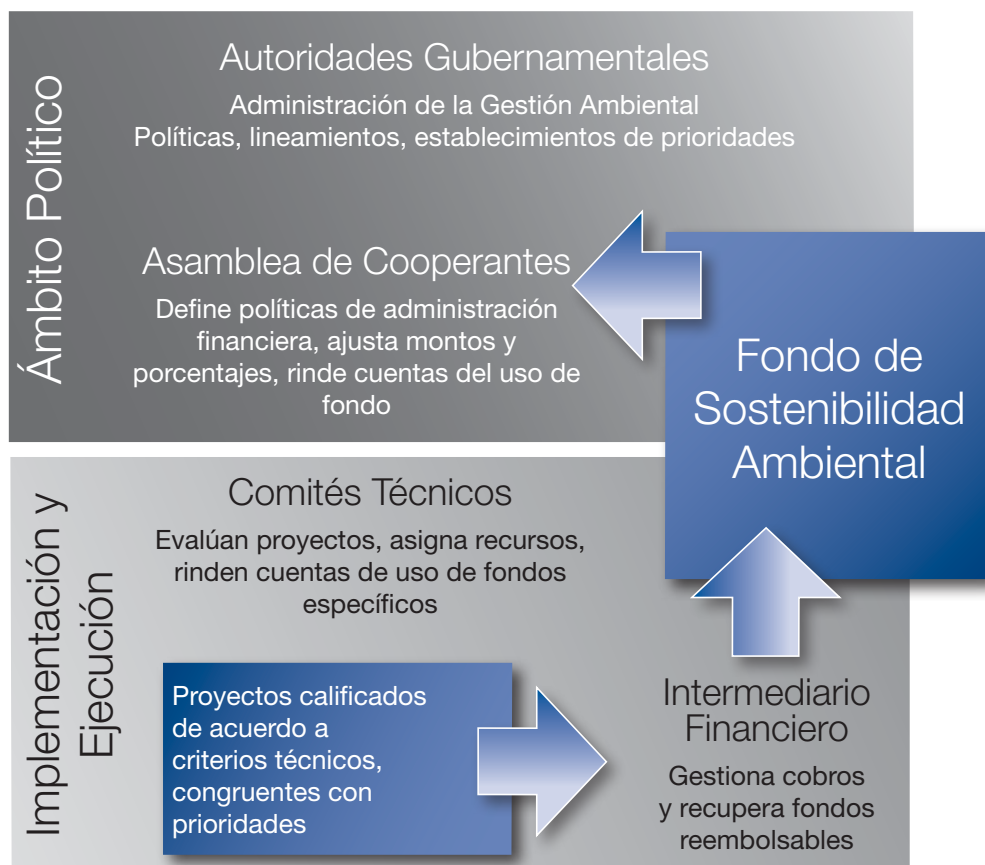 Ámbito Político
Autoridades Gubernamentales
Administración de la Gestión Ambiental
Políticas, lineamientos, establecimientos de prioridades
Asamblea de Cooperantes
Define políticas de administración
financiera, ajusta montos y
porcentajes, rinde cuentas del uso de
fondo
Fondo de
Sostenibilidad
Ambiental
Implementación y
Ejecución
Comités Técnicos
Evalúan proyectos, asigna recursos,
rinden cuentas de uso de fondos
específicos
Proyectos calificados
de acuerdo a
criterios técnicos,
congruentes con
prioridades
Intermediario
Financiero
Gestiona cobros
y recupera fondos
reembolsables